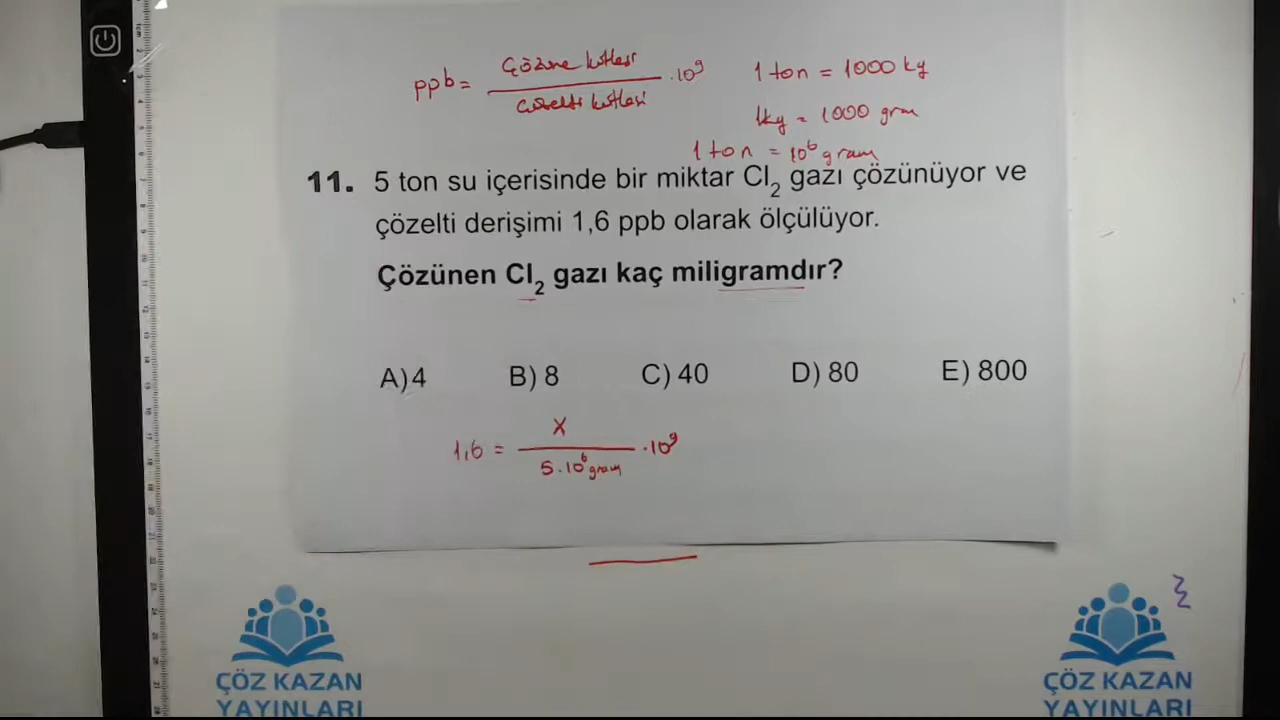 ppb = Çözünen kütlesi / Çözelti kütlesi .10⁹
1 ton = 1000 kg
1kg = 1000 gram
1 ton = 10⁶ gram
11. 5 ton su içerisinde bir miktar Cl₂ gazı çözünüyor ve
çözelti derişimi 1,6 ppb olarak ölçülüyor.
Çözünen Cl₂ gazı kaç miligramdır?
A) 4 B) 8 C) 40 D) 80 E) 800
1,6 = X / 5.10⁶ gram .10⁹
ÇÖZ KAZAN
YAYINLARI
ÇÖZ KAZAN
YAYINLARI